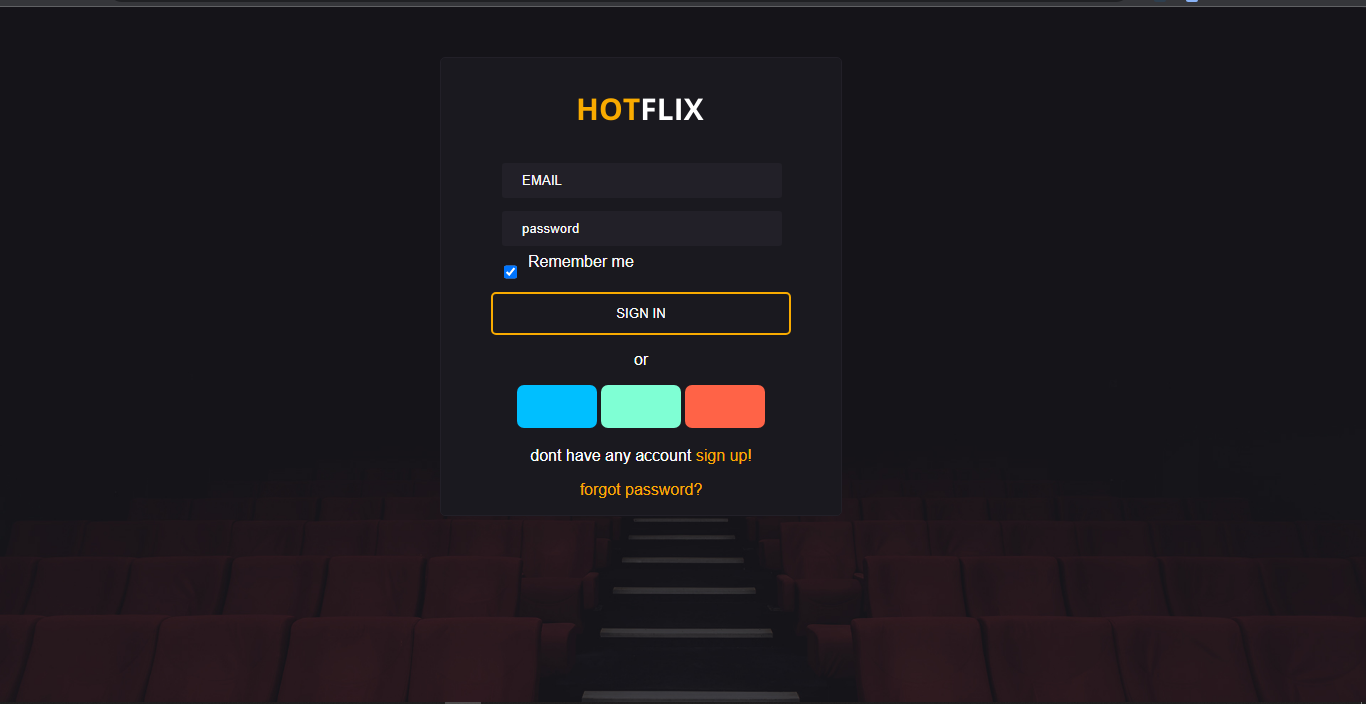 HOTFLIX
EMAIL
password
Remember me
SIGN IN
or
dont have any account sign up!
forgot password?